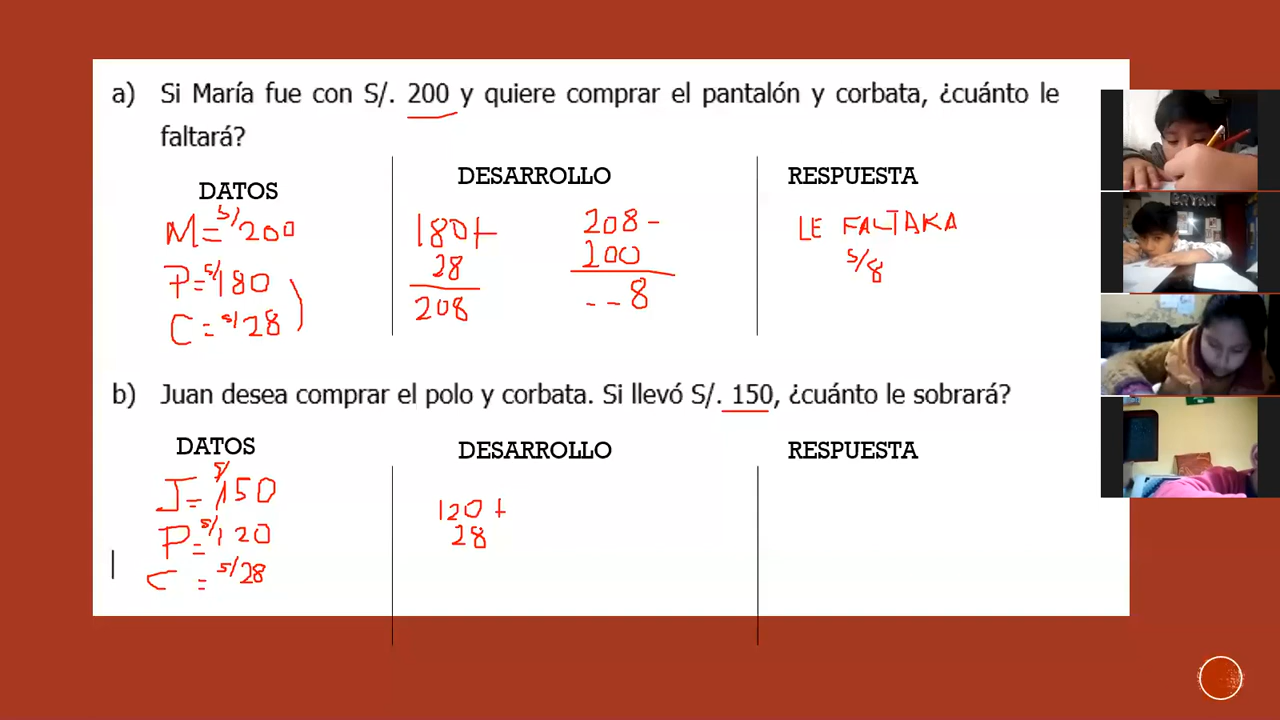 a) Si María fue con S/. 200 y quiere comprar el pantalón y corbata, ¿cuánto le
faltará?
DATOS
M = S/200
P = S/180
C = S/28
DESARROLLO
180+
28
208
208-
200
--8
RESPUESTA
LE FALTARA
S/8
b) Juan desea comprar el polo y corbata. Si llevó S/. 150, ¿cuánto le sobrará?
DATOS
J = S/150
P = S/120
C = S/28
DESARROLLO
120+
28
RESPUESTA
BRYAN